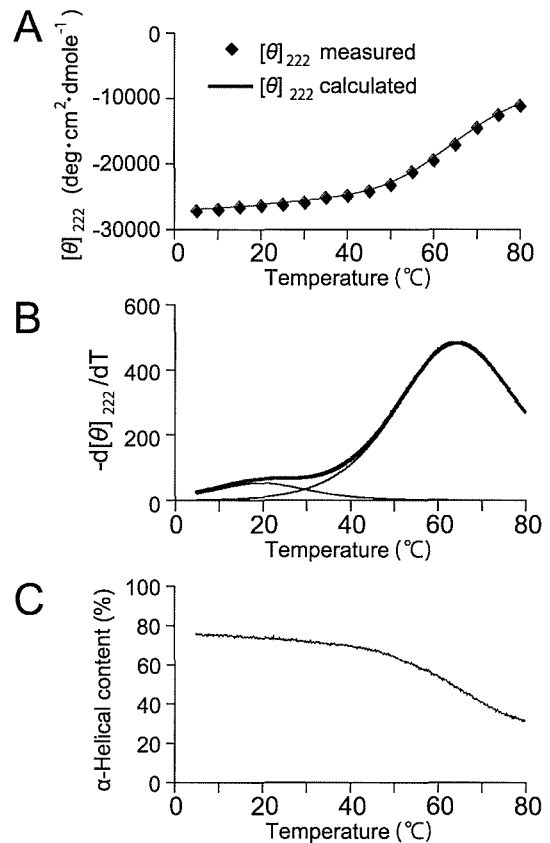 A
0
-10000
-20000
-30000
[θ]222 (deg・cm2・dmole-1)
[θ]222 measured
[θ]222 calculated
0 20 40 60 80
Temperature (℃)
B
600
400
200
0
-d[θ]222/dT
0 20 40 60 80
Temperature (℃)
C
100
80
60
40
20
0
α-Helical content (%)
0 20 40 60 80
Temperature (℃)